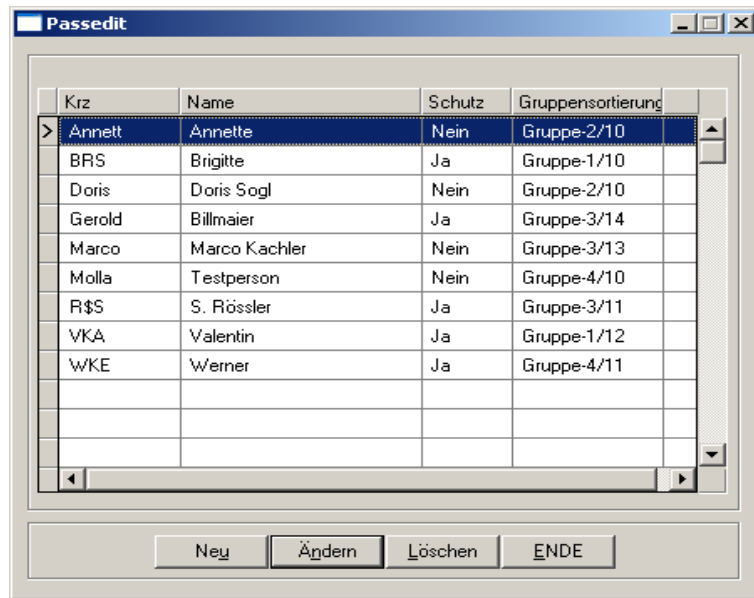 Passedit
Krz Name Schutz Gruppensortierung
> Annett Annette Nein Gruppe-2/10
BRS Brigitte Ja Gruppe-1/10
Doris Doris Sogl Nein Gruppe-2/10
Gerold Billmaier Ja Gruppe-3/14
Marco Marco Kachler Nein Gruppe-3/13
Molla Testperson Nein Gruppe-4/10
R$S S. Rössler Ja Gruppe-3/11
VKA Valentin Ja Gruppe-1/12
WKE Werner Ja Gruppe-4/11
Neu Ändern Löschen ENDE